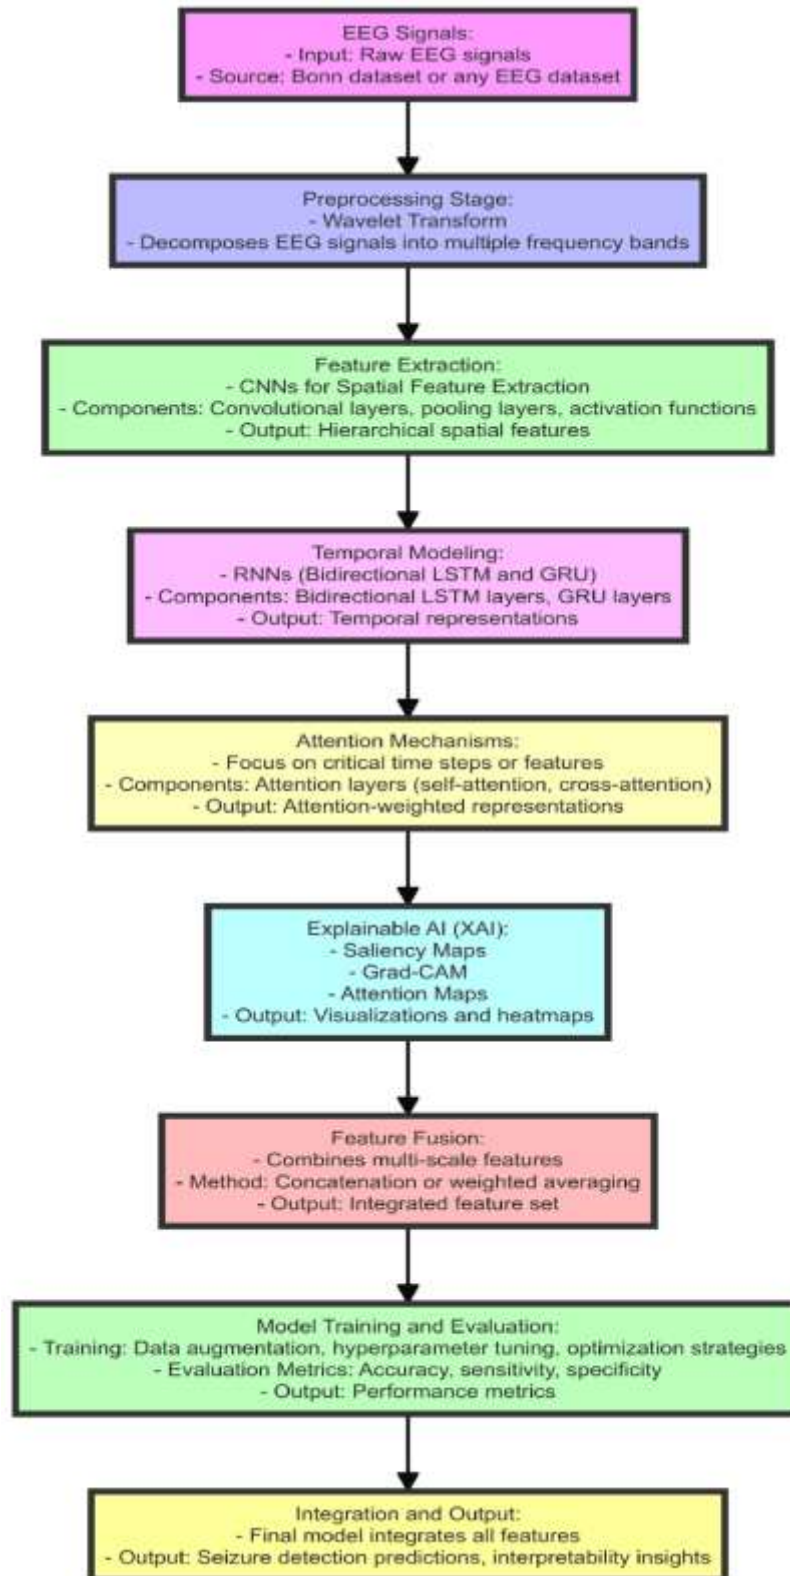 EEG Signals:
- Input: Raw EEG signals
- Source: Bonn dataset or any EEG dataset
Preprocessing Stage:
- Wavelet Transform
- Decomposes EEG signals into multiple frequency bands
Feature Extraction:
- CNNs for Spatial Feature Extraction
- Components: Convolutional layers, pooling layers, activation functions
- Output: Hierarchical spatial features
Temporal Modeling:
- RNNs (Bidirectional LSTM and GRU)
- Components: Bidirectional LSTM layers, GRU layers
- Output: Temporal representations
Attention Mechanisms:
- Focus on critical time steps or features
- Components: Attention layers (self-attention, cross-attention)
- Output: Attention-weighted representations
Explainable AI (XAI):
- Saliency Maps
- Grad-CAM
- Attention Maps
- Output: Visualizations and heatmaps
Feature Fusion:
- Combines multi-scale features
- Method: Concatenation or weighted averaging
- Output: Integrated feature set
Model Training and Evaluation:
- Training: Data augmentation, hyperparameter tuning, optimization strategies
- Evaluation Metrics: Accuracy, sensitivity, specificity
- Output: Performance metrics
Integration and Output:
- Final model integrates all features
- Output: Seizure detection predictions, interpretability insights